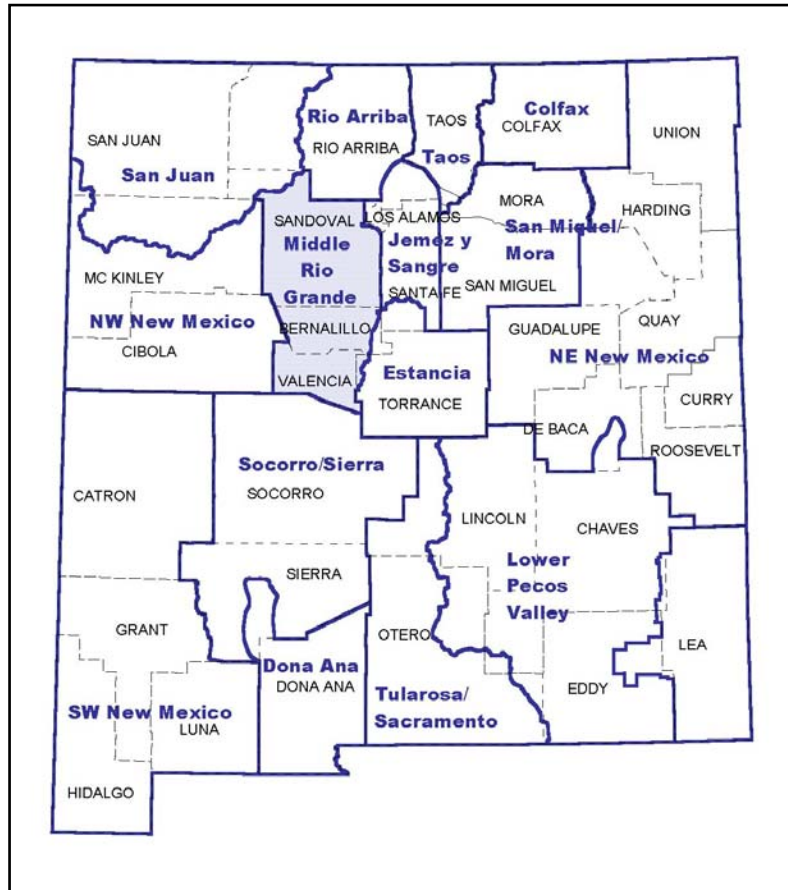 Rio Arriba
Colfax
TAOS
COLFAX
UNION
SAN JUAN
RIO ARRIBA
San Juan
Taos
MORA
HARDING
SANDOVAL
LOS ALAMOS
San Miguel/
Mora
Middle
Rio
Grande
Jemez y
Sangre
MC KINLEY
SANTA FE
SAN MIGUEL
NW New Mexico
BERNALILLO
GUADALUPE
QUAY
CIBOLA
NE New Mexico
VALENCIA
Estancia
TORRANCE
CURRY
DE BACA
ROOSEVELT
Socorro/Sierra
SOCORRO
CATRON
LINCOLN
CHAVES
SIERRA
Lower
Pecos
Valley
GRANT
OTERO
LEA
Dona Ana
DONA ANA
EDDY
Tularosa/
Sacramento
SW New Mexico
LUNA
HIDALGO